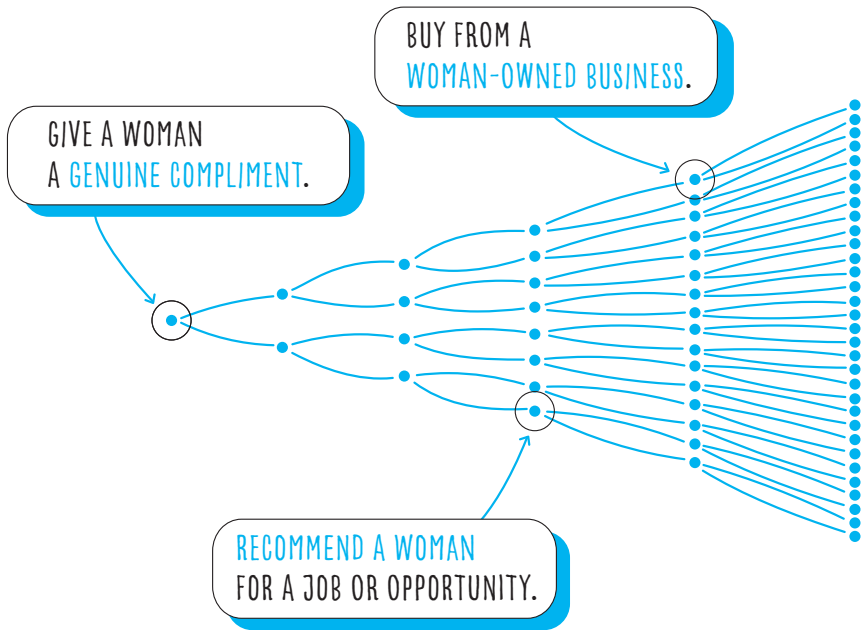 BUY FROM A
WOMAN-OWNED BUSINESS.
GIVE A WOMAN
A GENUINE COMPLIMENT.
RECOMMEND A WOMAN
FOR A JOB OR OPPORTUNITY.